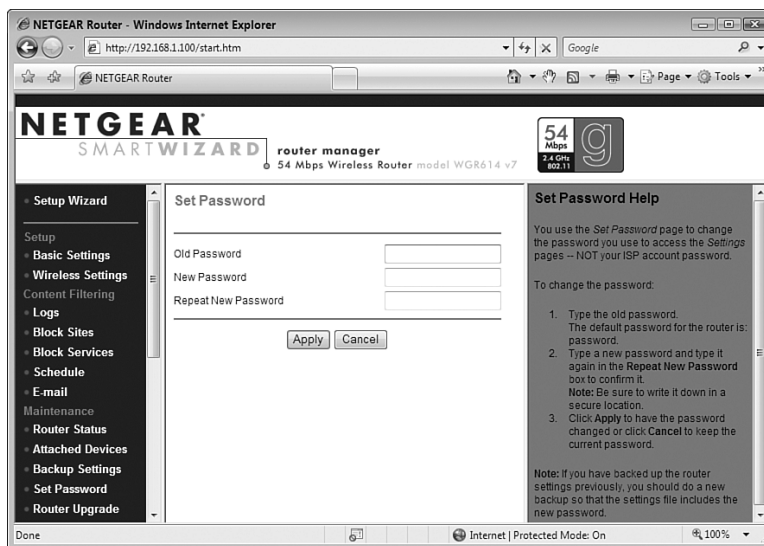 NETGEAR Router - Windows Internet Explorer
http://192.168.1.100/start.htm
Google
NETGEAR Router
Page
Tools
NETGEAR
SMARTWIZARD router manager
54 Mbps Wireless Router model WGR614 v7
54
Mbps
2.4 GHz
802.11
g
Setup Wizard
Setup
Basic Settings
Wireless Settings
Content Filtering
Logs
Block Sites
Block Services
Schedule
E-mail
Maintenance
Router Status
Attached Devices
Backup Settings
Set Password
Router Upgrade
Set Password
Old Password
New Password
Repeat New Password
Apply Cancel
Set Password Help
You use the Set Password page to change
the password you use to access the Settings
pages -- NOT your ISP account password.
To change the password:
1. Type the old password.
The default password for the router is:
password.
2. Type a new password and type it
again in the Repeat New Password
box to confirm it.
Note: Be sure to write it down in a
secure location.
3. Click Apply to have the password
changed or click Cancel to keep the
current password.
Note: If you have backed up the router
settings previously, you should do a new
backup so that the settings file includes the
new password.
Done
Internet | Protected Mode: On
100%